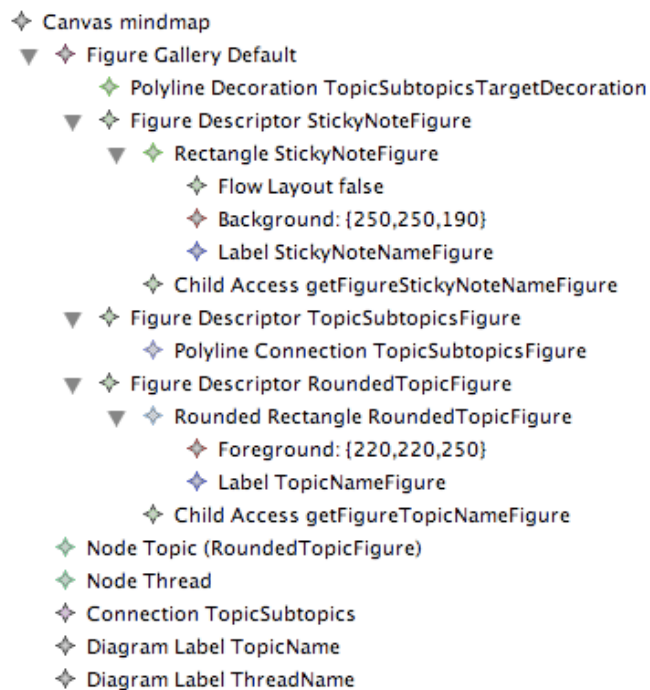 Canvas mindmap
Figure Gallery Default
Polyline Decoration TopicSubtopicsTargetDecoration
Figure Descriptor StickyNoteFigure
Rectangle StickyNoteFigure
Flow Layout false
Background: {250,250,190}
Label StickyNoteNameFigure
Child Access getFigureStickyNoteNameFigure
Figure Descriptor TopicSubtopicsFigure
Polyline Connection TopicSubtopicsFigure
Figure Descriptor RoundedTopicFigure
Rounded Rectangle RoundedTopicFigure
Foreground: {220,220,250}
Label TopicNameFigure
Child Access getFigureTopicNameFigure
Node Topic (RoundedTopicFigure)
Node Thread
Connection TopicSubtopics
Diagram Label TopicName
Diagram Label ThreadName